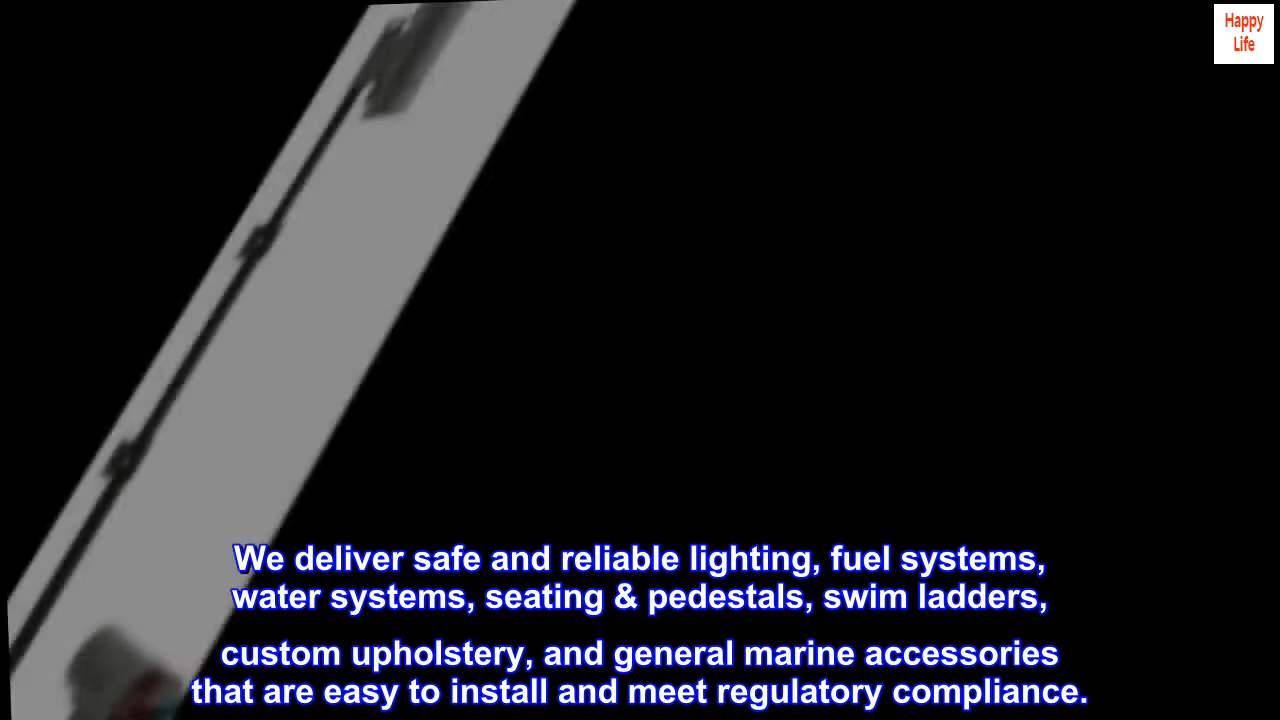 Happy
Life
We deliver safe and reliable lighting, fuel systems,
water systems, seating & pedestals, swim ladders,
custom upholstery, and general marine accessories
that are easy to install and meet regulatory compliance.